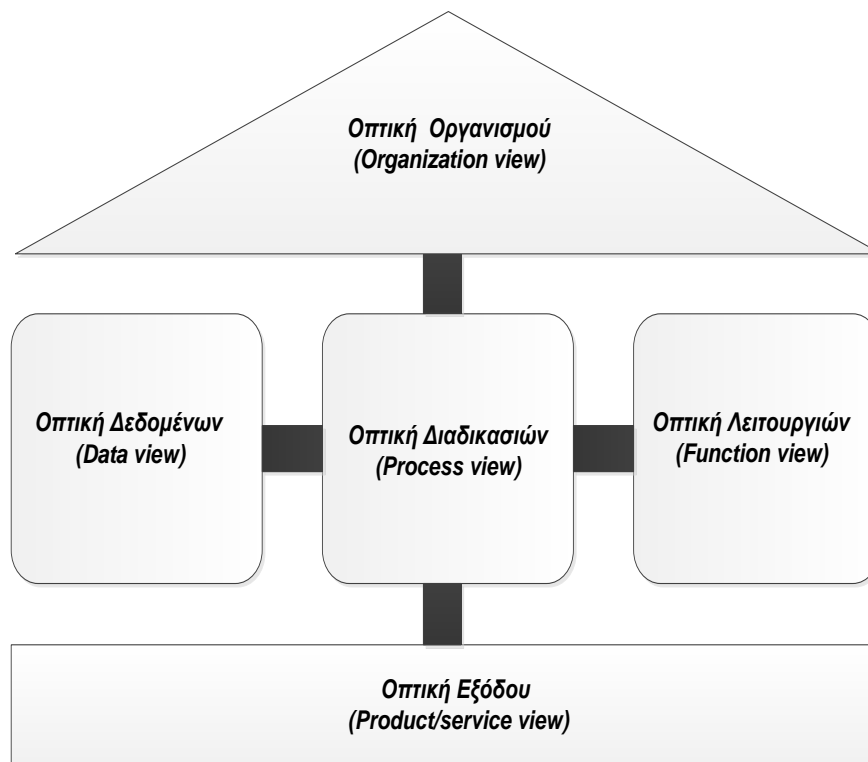 Οπτική Οργανισμού
(Organization view)
Οπτική Δεδομένων
(Data view)
Οπτική Διαδικασιών
(Process view)
Οπτική Λειτουργιών
(Function view)
Οπτική Εξόδου
(Product/service view)